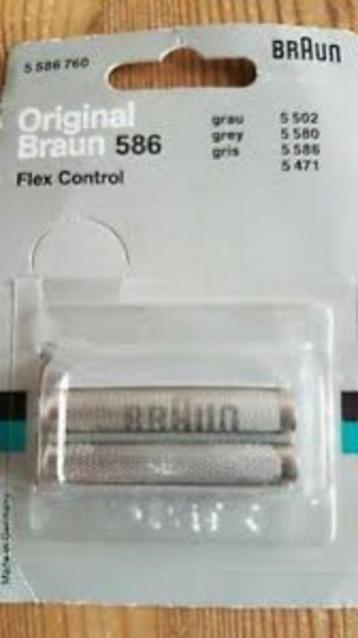 5 586 760
BRAUN
Original
Braun 586
Flex Control
grau 5 502
grey 5 580
gris 5 586
5 471
BRAUN
Made in Germany